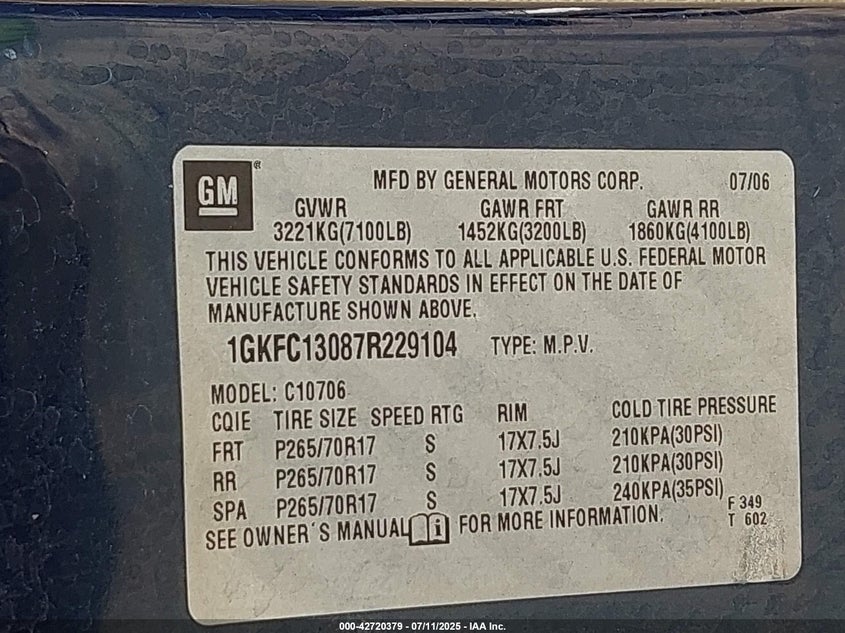 GM ®
MFD BY GENERAL MOTORS CORP. 07/06
GVWR GAWR FRT GAWR RR
3221KG(7100LB) 1452KG(3200LB) 1860KG(4100LB)
THIS VEHICLE CONFORMS TO ALL APPLICABLE U.S. FEDERAL MOTOR
VEHICLE SAFETY STANDARDS IN EFFECT ON THE DATE OF
MANUFACTURE SHOWN ABOVE.
1GKFC13087R229104 TYPE: M.P.V.
MODEL: C10706
CQIE TIRE SIZE SPEED RTG RIM COLD TIRE PRESSURE
FRT P265/70R17 S 17X7.5J 210KPA(30PSI)
RR P265/70R17 S 17X7.5J 210KPA(30PSI)
SPA P265/70R17 S 17X7.5J 240KPA(35PSI)
F 349
SEE OWNER'S MANUAL i FOR MORE INFORMATION. T 602
000-42720379 - 07/11/2025 - IAA Inc.